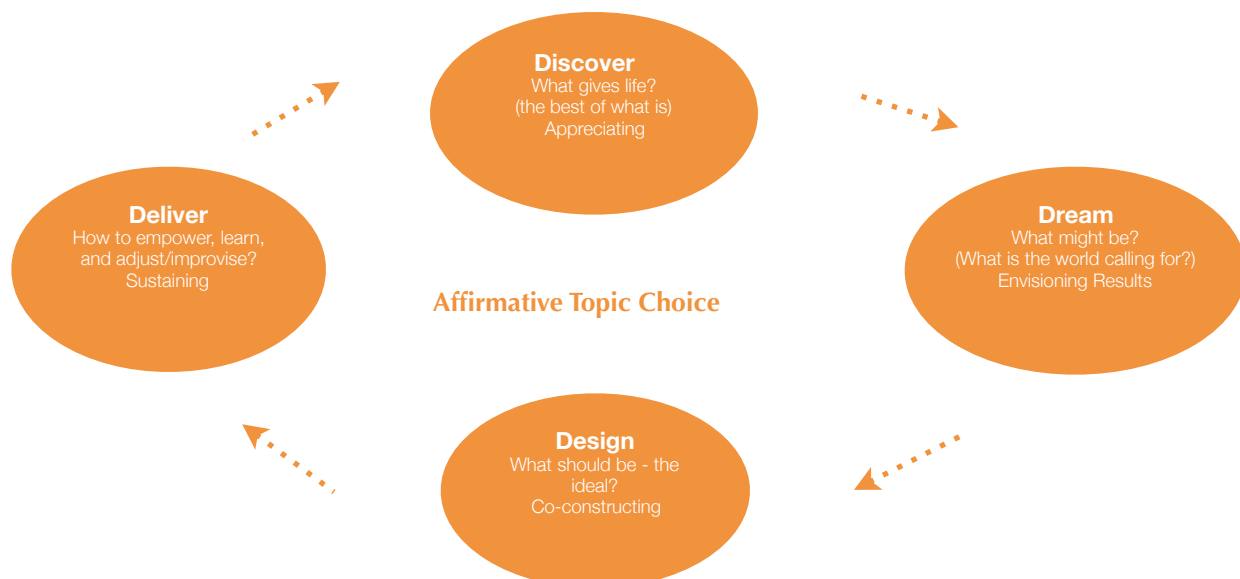 Discover
What gives life?
(the best of what is)
Appreciating
Dream
What might be?
(What is the world calling for?)
Envisioning Results
Deliver
How to empower, learn,
and adjust/improvise?
Sustaining
Affirmative Topic Choice
Design
What should be - the
ideal?
Co-constructing